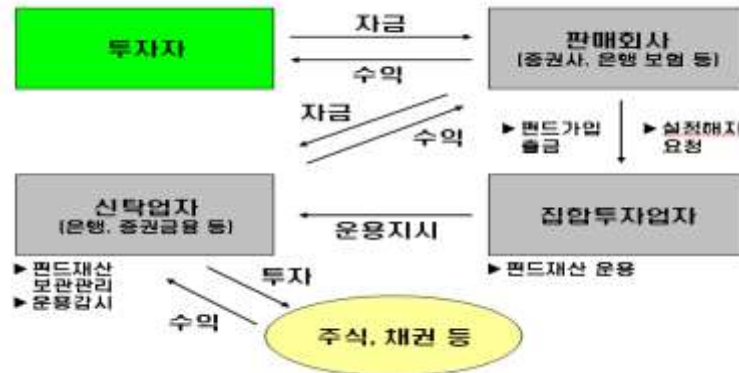 투자자
자금
수익
판매회사
(증권사, 은행 보험 등)
자금
수익
▶ 펀드가입
출금
▶ 설정해지
요청
신탁업자
(은행, 증권금융 등)
운용지시
집합투자업자
▶ 펀드재산
보관관리
▶ 운용감시
투자
수익
▶ 펀드재산 운용
주식, 채권 등